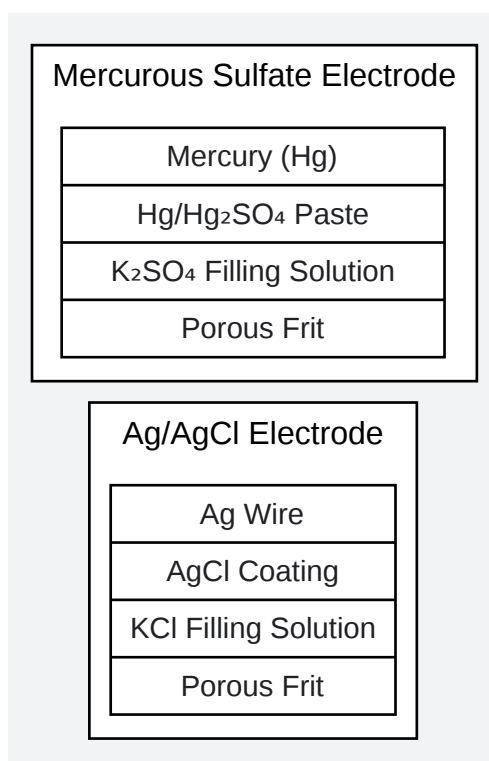 Mercurous Sulfate Electrode
Mercury (Hg)
Hg/Hg₂SO₄ Paste
K₂SO₄ Filling Solution
Porous Frit
Ag/AgCl Electrode
Ag Wire
AgCl Coating
KCl Filling Solution
Porous Frit